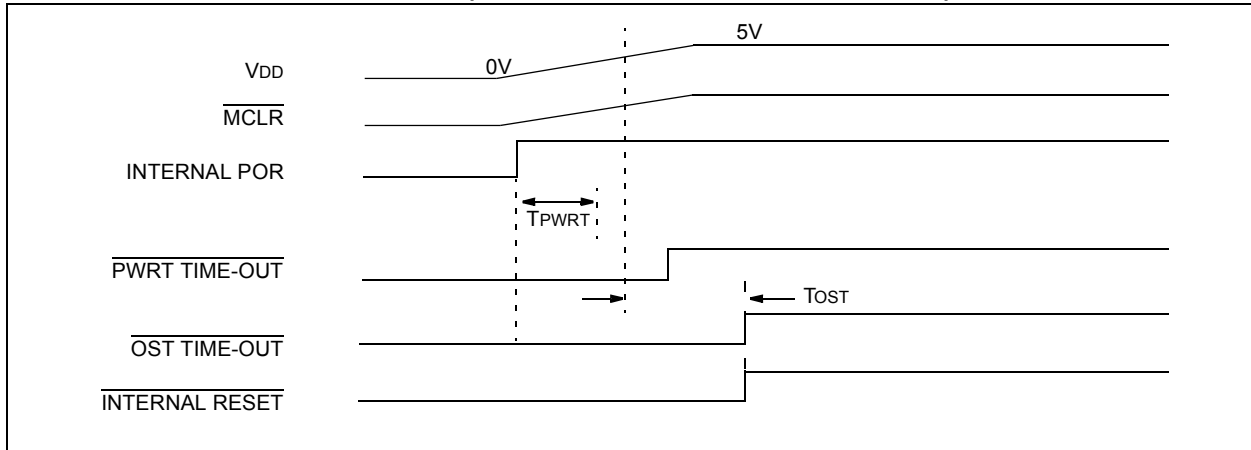 5V
0V
VDD
MCLR
INTERNAL POR
TPWRT
PWRT TIME-OUT
TOST
OST TIME-OUT
INTERNAL RESET